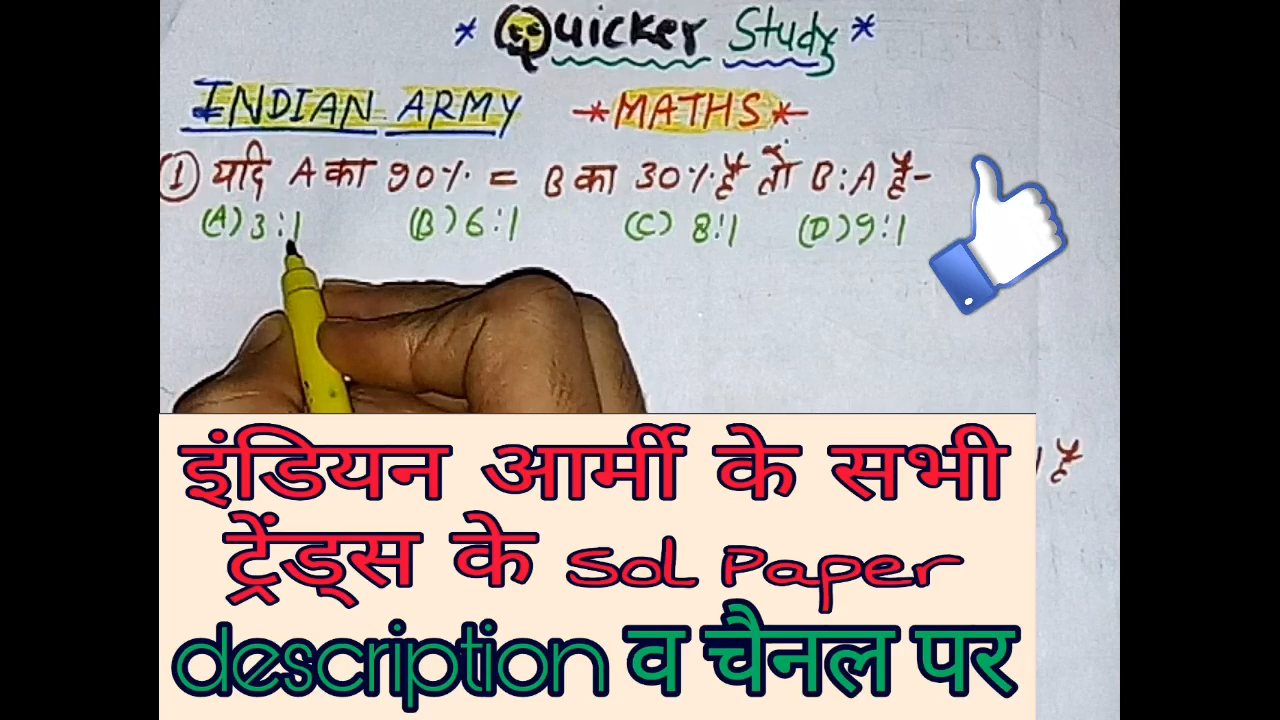 * Quicker Study *
INDIAN ARMY *MATHS*
① यदि A का 90% = B का 30% है तो B:A है-
(A) 3:1 (B) 6:1 (C) 8:1 (D) 9:1
है
इंडियन आर्मी के सभी
ट्रेंड्स के Sol Paper
description व चैनल पर